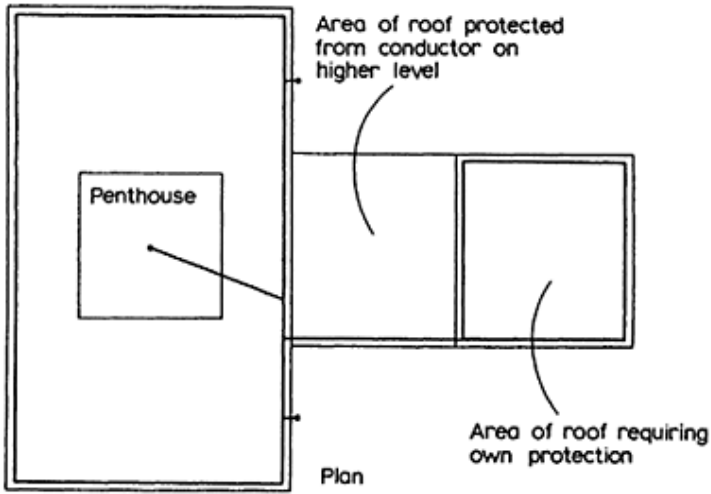 Area of roof protected
from conductor on
higher level
Penthouse
Area of roof requiring
own protection
Plan